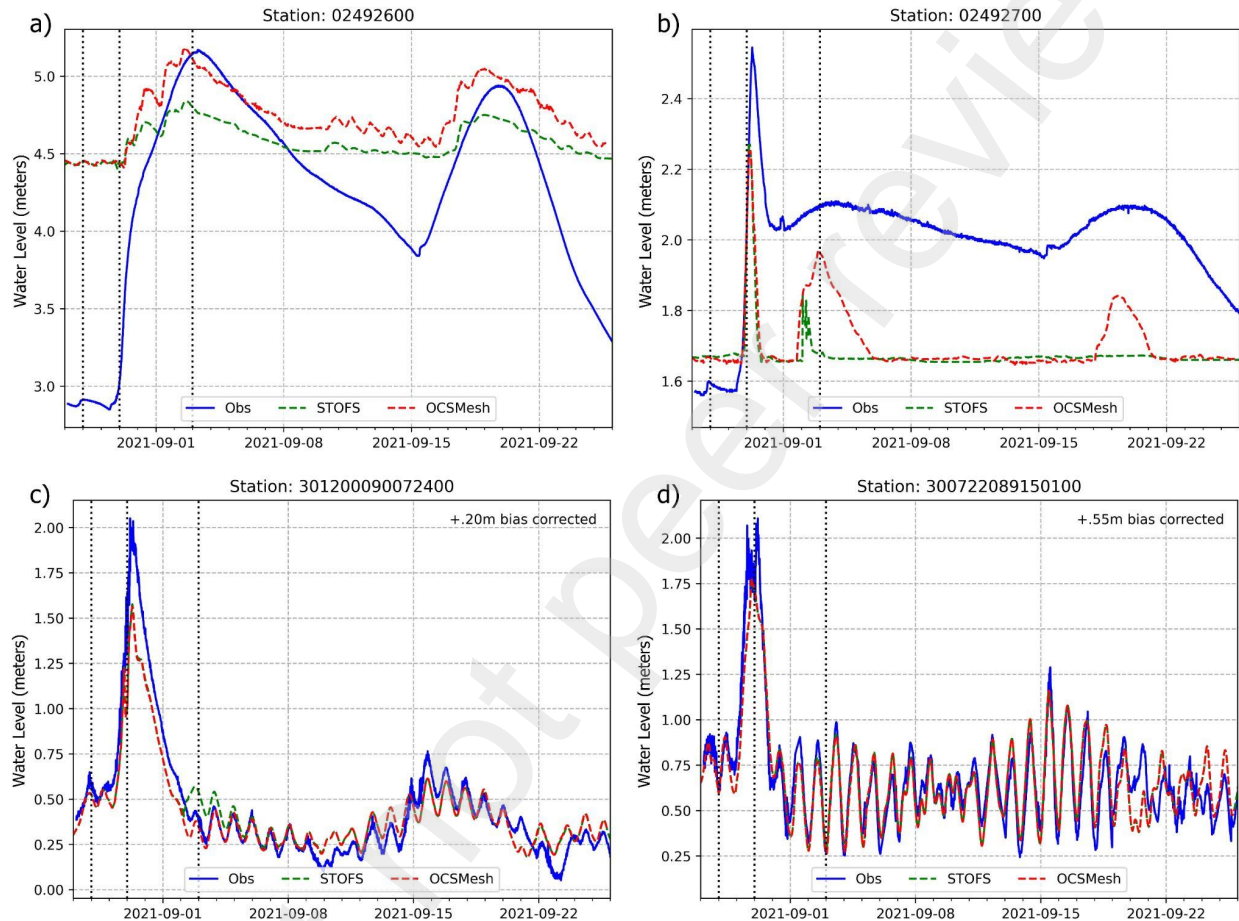 a)
Station: 02492600
Water Level (meters)
5.0
4.5
4.0
3.5
3.0
Obs
STOFS
OCSMesh
2021-09-01
2021-09-08
2021-09-15
2021-09-22
b)
Station: 02492700
Water Level (meters)
2.4
2.2
2.0
1.8
1.6
Obs
STOFS
OCSMesh
2021-09-01
2021-09-08
2021-09-15
2021-09-22
c)
Station: 301200090072400
+.20m bias corrected
Water Level (meters)
2.00
1.75
1.50
1.25
1.00
0.75
0.50
0.25
0.00
Obs
STOFS
OCSMesh
2021-09-01
2021-09-08
2021-09-15
2021-09-22
d)
Station: 300722089150100
+.55m bias corrected
Water Level (meters)
2.00
1.75
1.50
1.25
1.00
0.75
0.50
0.25
Obs
STOFS
OCSMesh
2021-09-01
2021-09-08
2021-09-15
2021-09-22
not peer review